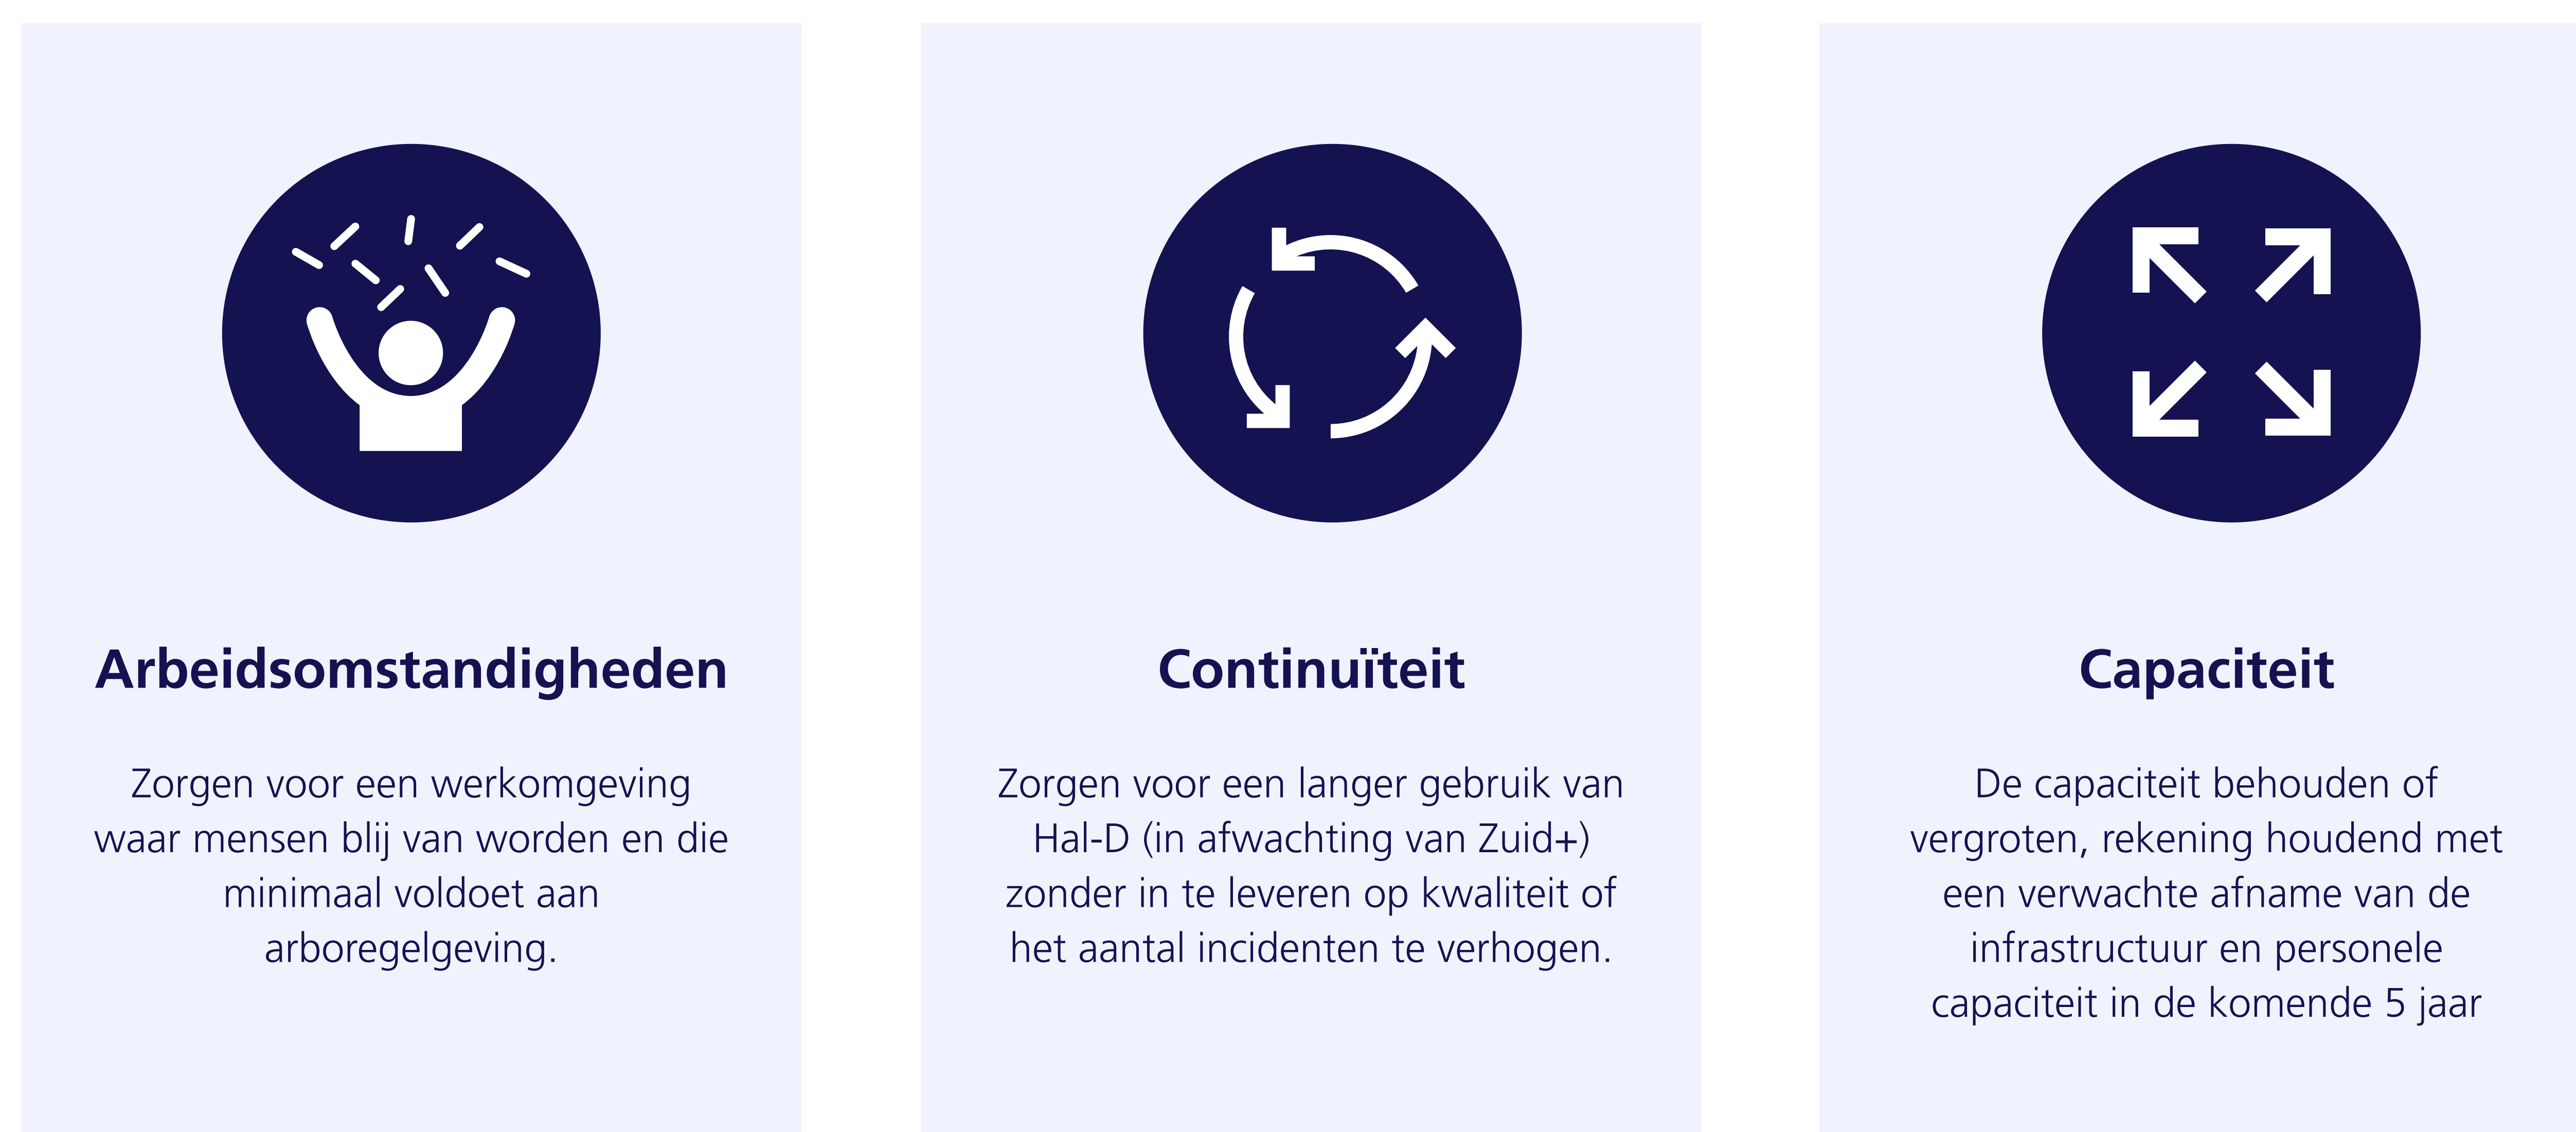 Arbeidsomstandigheden
Zorgen voor een werkomgeving
waar mensen blij van worden en die
minimaal voldoet aan
arboregelgeving.
Continuïteit
Zorgen voor een langer gebruik van
Hal-D (in afwachting van Zuid+)
zonder in te leveren op kwaliteit of
het aantal incidenten te verhogen.
Capaciteit
De capaciteit behouden of
vergroten, rekening houdend met
een verwachte afname van de
infrastructuur en personele
capaciteit in de komende 5 jaar